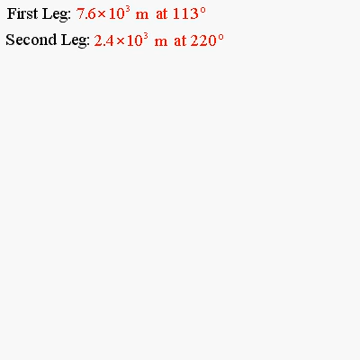 First Leg: 7.6×10³ m at 113°
Second Leg: 2.4×10³ m at 220°